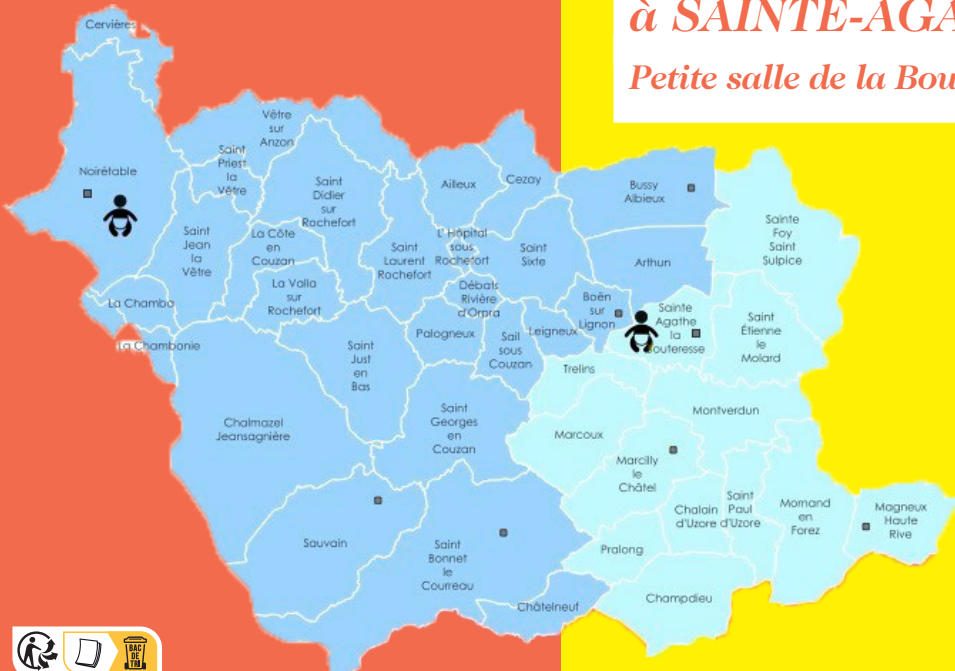 à SAINTE-AGA
Petite salle de la Bou
Cervières
Vêtre
sur
Anzon
Saint
Priest
la
Vêtre
Noirétable
Saint
Didier
sur
Rochefort
Ailleux
Cezay
Bussy
Albieux
Saint
Jean
la
Vêtre
La Côte
en
Couzan
Saint
Laurent
Rochefort
L' Hôpital
sous
Rochefort
Saint
Sixte
Arthun
Sainte
Foy
Saint
Sulpice
La Chamba
La Valla
sur
Rochefort
Débats
Rivière
d'Orpra
Boën
sur
Lignon
Sainte
Agathe
la
Bouteresse
Saint
Étienne
le
Molard
La Chambonie
Saint
Just
en
Bas
Palogneux
Sail
sous
Couzan
Leigneux
Trelins
Chalmazel
Jeansagnière
Saint
Georges
en
Couzan
Marcoux
Montverdun
Marcilly
le
Châtel
Chalain
d'Uzore
Saint
Paul
d'Uzore
Mornand
en
Forez
Magneux
Haute
Rive
Sauvain
Saint
Bonnet
le
Courreau
Pralong
Châtelneuf
Champdieu
BAC
DE
TRI